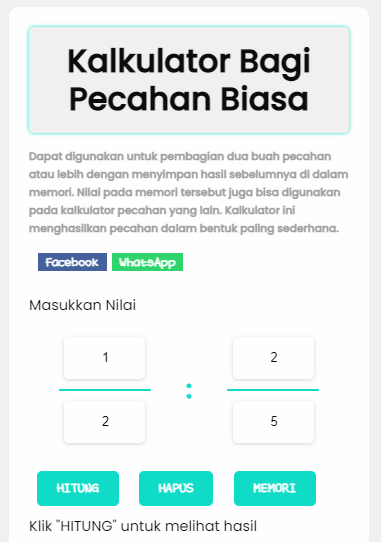 Kalkulator Bagi
Pecahan Biasa
Dapat digunakan untuk pembagian dua buah pecahan
atau lebih dengan menyimpan hasil sebelumnya di dalam
memori. Nilai pada memori tersebut juga bisa digunakan
pada kalkulator pecahan yang lain. Kalkulator ini
menghasilkan pecahan dalam bentuk paling sederhana.
Facebook WhatsApp
Masukkan Nilai
1 2
:
2 5
HITUNG HAPUS MEMORI
Klik "HITUNG" untuk melihat hasil